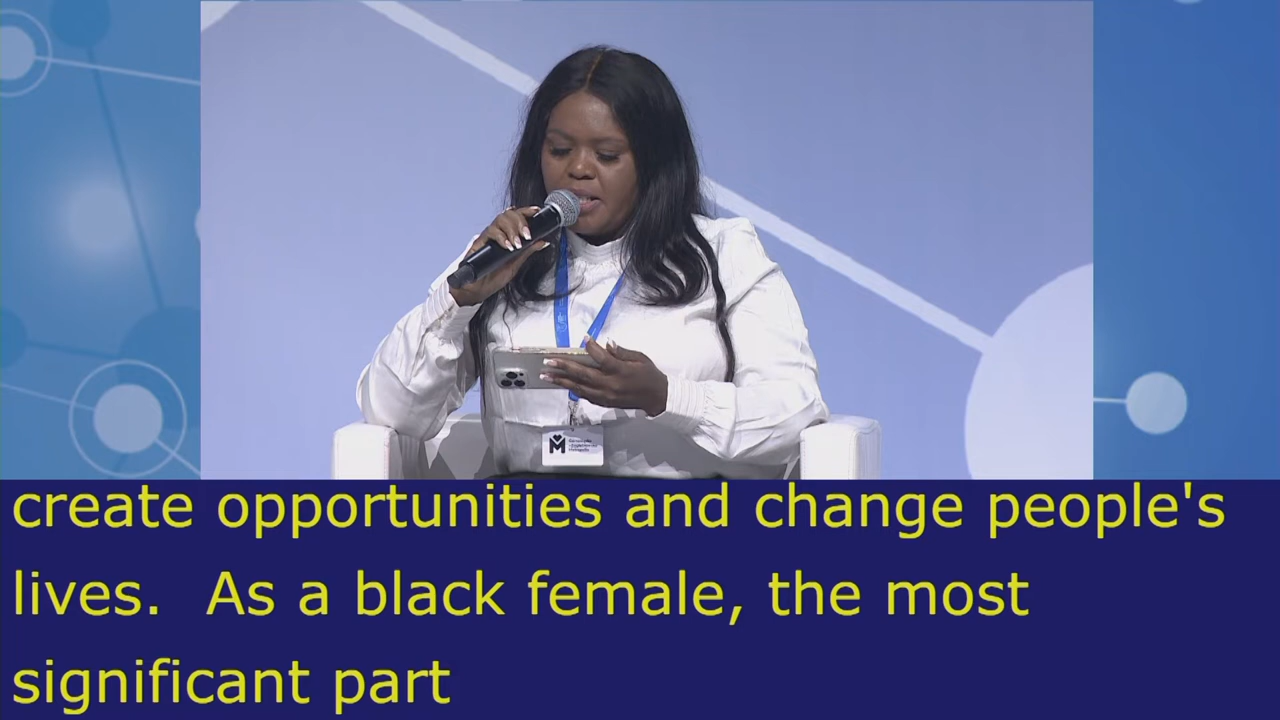 create opportunities and change people's
lives.  As a black female, the most
significant part